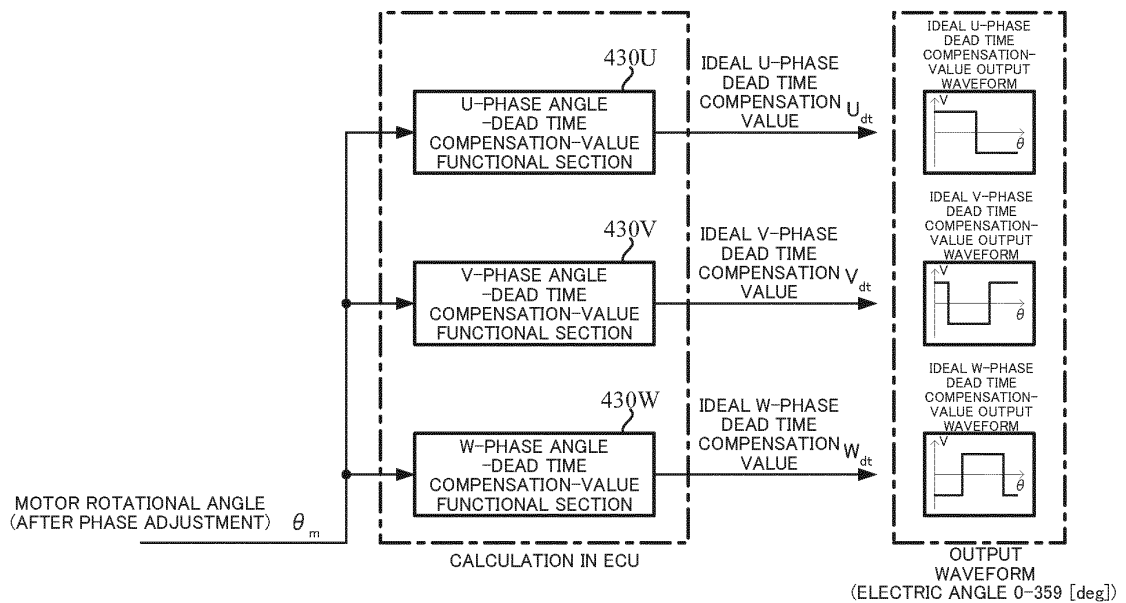 430U
U-PHASE ANGLE
-DEAD TIME
COMPENSATION-VALUE
FUNCTIONAL SECTION
IDEAL U-PHASE
DEAD TIME
COMPENSATION
VALUE
Udt
IDEAL U-PHASE
DEAD TIME
COMPENSATION-
VALUE OUTPUT
WAVEFORM
V
θ
430V
V-PHASE ANGLE
-DEAD TIME
COMPENSATION-VALUE
FUNCTIONAL SECTION
IDEAL V-PHASE
DEAD TIME
COMPENSATION
VALUE
Vdt
IDEAL V-PHASE
DEAD TIME
COMPENSATION-
VALUE OUTPUT
WAVEFORM
V
θ
430W
W-PHASE ANGLE
-DEAD TIME
COMPENSATION-VALUE
FUNCTIONAL SECTION
IDEAL W-PHASE
DEAD TIME
COMPENSATION
VALUE
Wdt
IDEAL W-PHASE
DEAD TIME
COMPENSATION-
VALUE OUTPUT
WAVEFORM
V
θ
MOTOR ROTATIONAL ANGLE
(AFTER PHASE ADJUSTMENT) θm
CALCULATION IN ECU
OUTPUT
WAVEFORM
(ELECTRIC ANGLE 0-359 [deg])